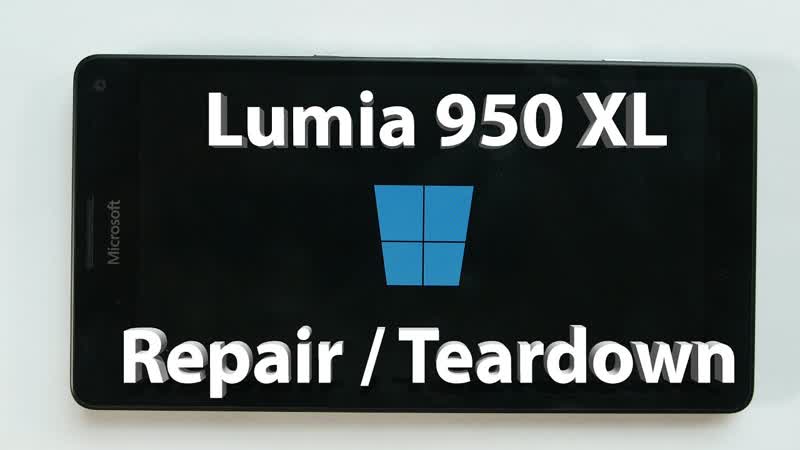 Lumia 950 XL
Microsoft
Repair / Teardown